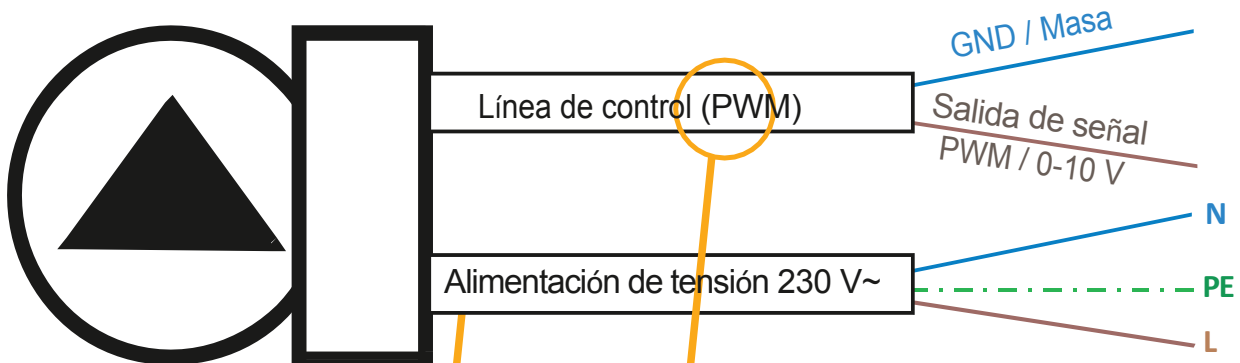 GND / Masa
Línea de control (PWM)
Salida de señal
PWM / 0-10 V
N
Alimentación de tensión 230 V~
PE
L